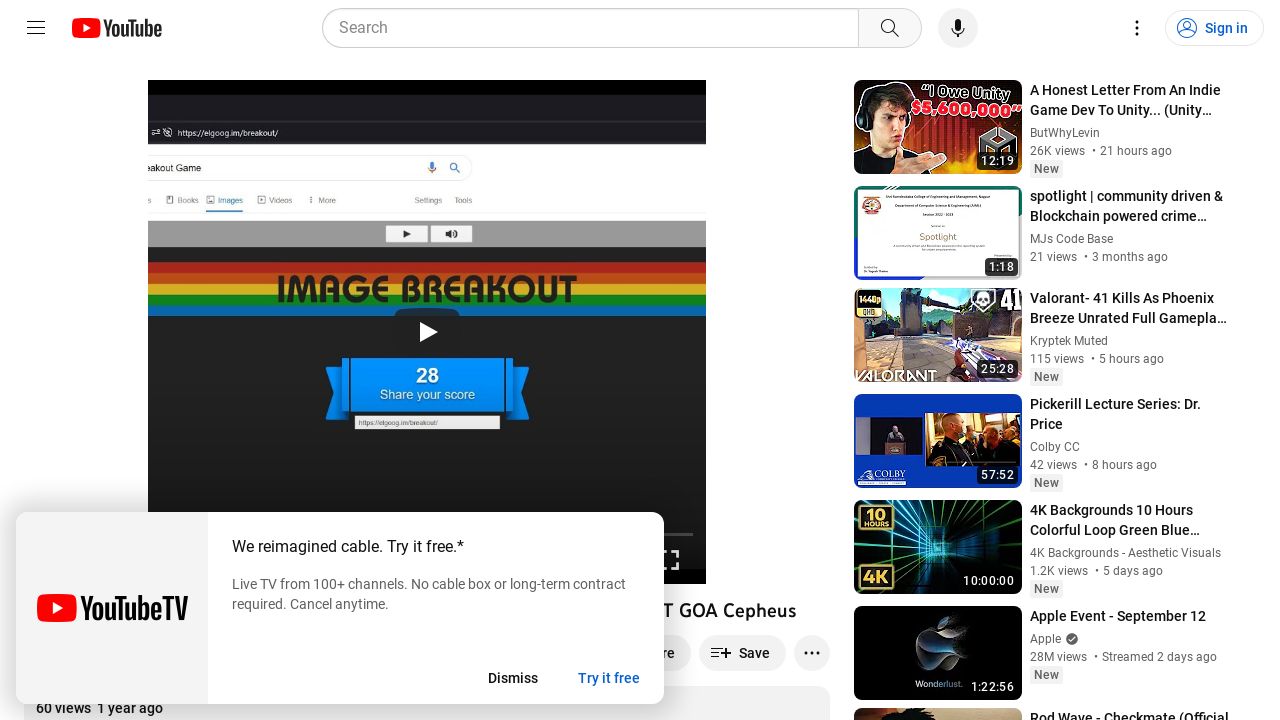 YouTube
Search
Sign in
https://elgoog.im/breakout/
eakout Game
Books
Images
Videos
More
Settings
Tools
IMAGE BREAKOUT
28
Share your score
https://elgoog.im/breakout/
T GOA Cepheus
re
Save
60 views 1 year ago
YouTubeTV
We reimagined cable. Try it free.*
Live TV from 100+ channels. No cable box or long-term contract
required. Cancel anytime.
Dismiss
Try it free
"I Owe Unity
$5,600,000"
12:19
A Honest Letter From An Indie
Game Dev To Unity... (Unity…
ButWhyLevin
26K views • 21 hours ago
New
Spotlight
1:18
spotlight | community driven &
Blockchain powered crime…
MJs Code Base
21 views • 3 months ago
1440p
QHD
41
VALORANT
25:28
Valorant- 41 Kills As Phoenix
Breeze Unrated Full Gamepla…
Kryptek Muted
115 views • 5 hours ago
New
COLBY
57:52
Pickerill Lecture Series: Dr.
Price
Colby CC
42 views • 8 hours ago
New
10
HOURS
4K
10:00:00
4K Backgrounds 10 Hours
Colorful Loop Green Blue…
4K Backgrounds - Aesthetic Visuals
1.2K views • 5 days ago
New
Wonderlust.
1:22:56
Apple Event - September 12
Apple
28M views • Streamed 2 days ago
New
Rod Wave - Checkmate (Official